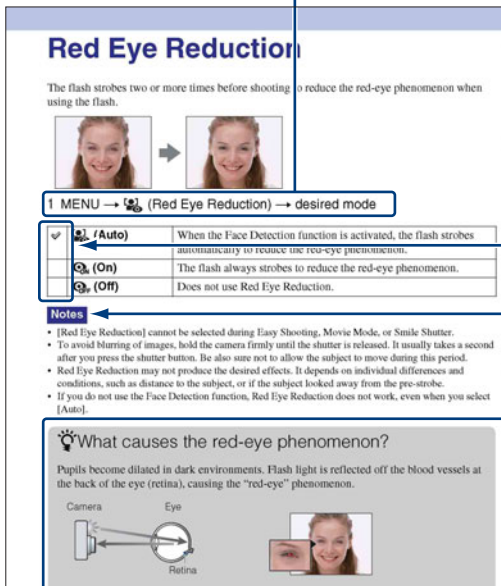 Red Eye Reduction
The flash strobes two or more times before shooting to reduce the red-eye phenomenon when
using the flash.
1 MENU → (Red Eye Reduction) → desired mode
(Auto) When the Face Detection function is activated, the flash strobes
automatically to reduce the red-eye phenomenon.
(On) The flash always strobes to reduce the red-eye phenomenon.
(Off) Does not use Red Eye Reduction.
Notes
• [Red Eye Reduction] cannot be selected during Easy Shooting, Movie Mode, or Smile Shutter.
• To avoid blurring of images, hold the camera firmly until the shutter is released. It usually takes a second
after you press the shutter button. Be also sure not to allow the subject to move during this period.
• Red Eye Reduction may not produce the desired effects. It depends on individual differences and
conditions, such as distance to the subject, or if the subject looked away from the pre-strobe.
• If you do not use the Face Detection function, Red Eye Reduction does not work, even when you select
[Auto].
What causes the red-eye phenomenon?
Pupils become dilated in dark environments. Flash light is reflected off the blood vessels at
the back of the eye (retina), causing the “red-eye” phenomenon.
Camera Eye
Retina